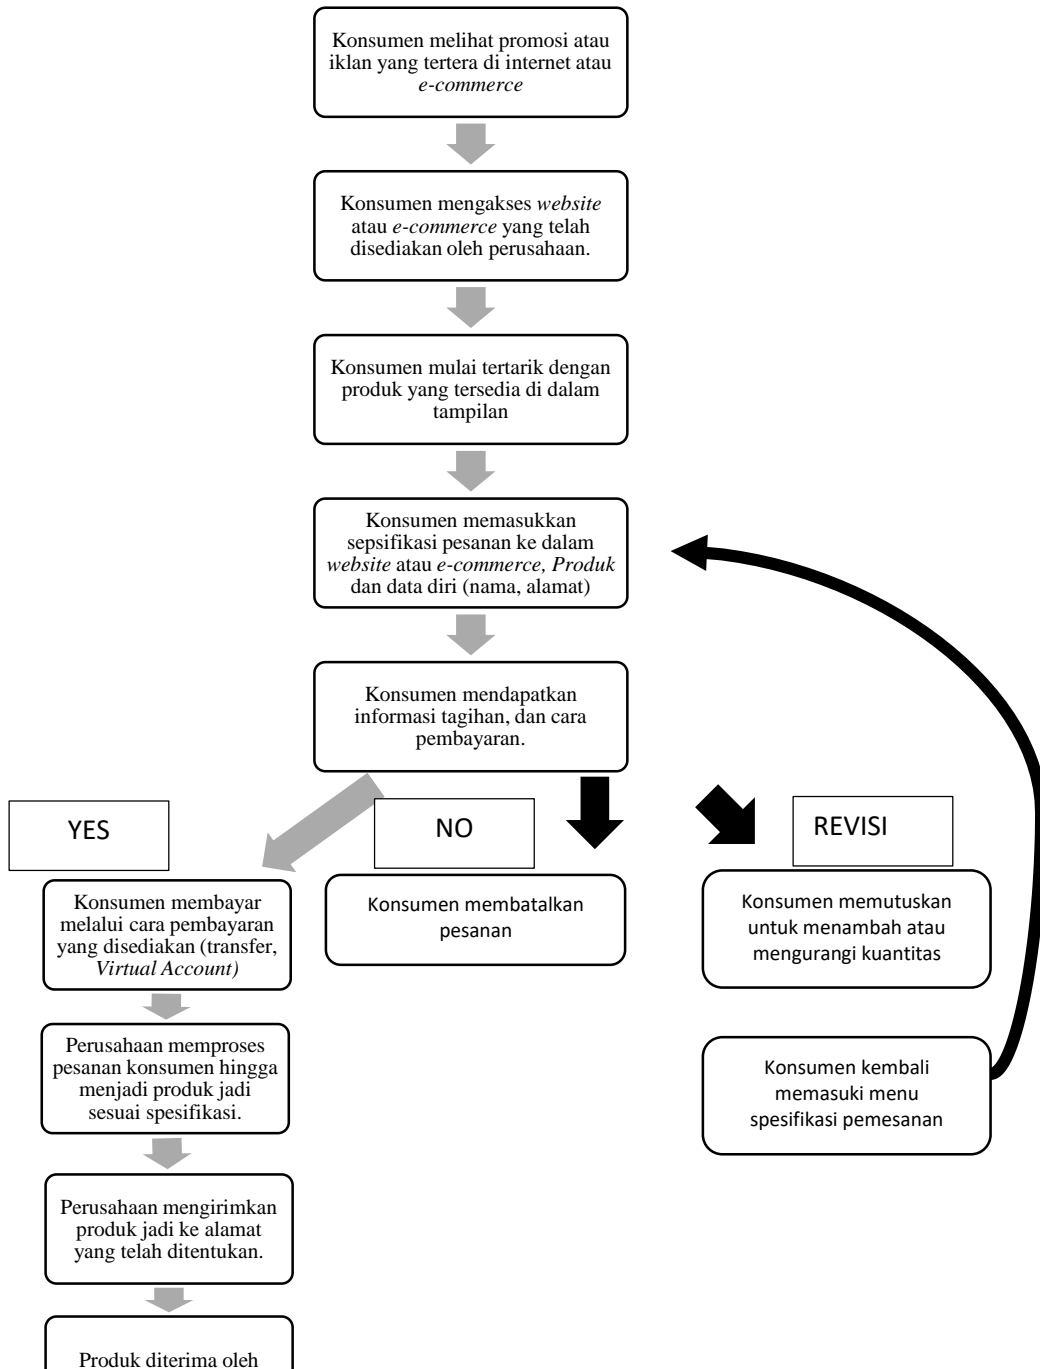 Konsumen melihat promosi atau
iklan yang tertera di internet atau
e-commerce
Konsumen mengakses website
atau e-commerce yang telah
disediakan oleh perusahaan.
Konsumen mulai tertarik dengan
produk yang tersedia di dalam
tampilan
Konsumen memasukkan
sepsifikasi pesanan ke dalam
website atau e-commerce, Produk
dan data diri (nama, alamat)
Konsumen mendapatkan
informasi tagihan, dan cara
pembayaran.
YES
NO
REVISI
Konsumen membayar
melalui cara pembayaran
yang disediakan (transfer,
Virtual Account)
Konsumen membatalkan
pesanan
Konsumen memutuskan
untuk menambah atau
mengurangi kuantitas
Perusahaan memproses
pesanan konsumen hingga
menjadi produk jadi
sesuai spesifikasi.
Konsumen kembali
memasuki menu
spesifikasi pemesanan
Perusahaan mengirimkan
produk jadi ke alamat
yang telah ditentukan.
Produk diterima oleh